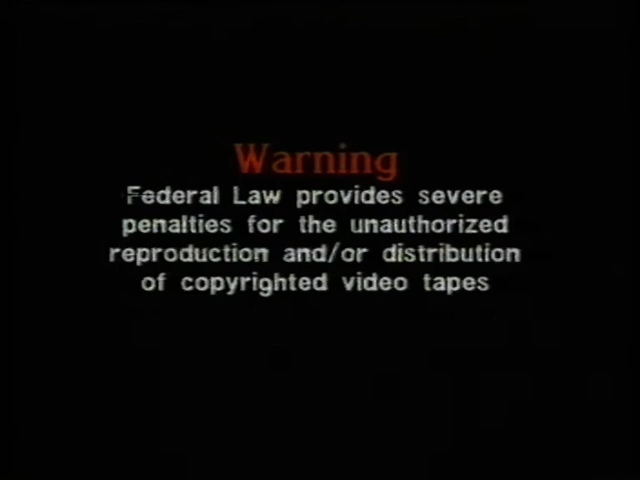 Warning
Federal Law provides severe
penalties for the unauthorized
reproduction and/or distribution
of copyrighted video tapes